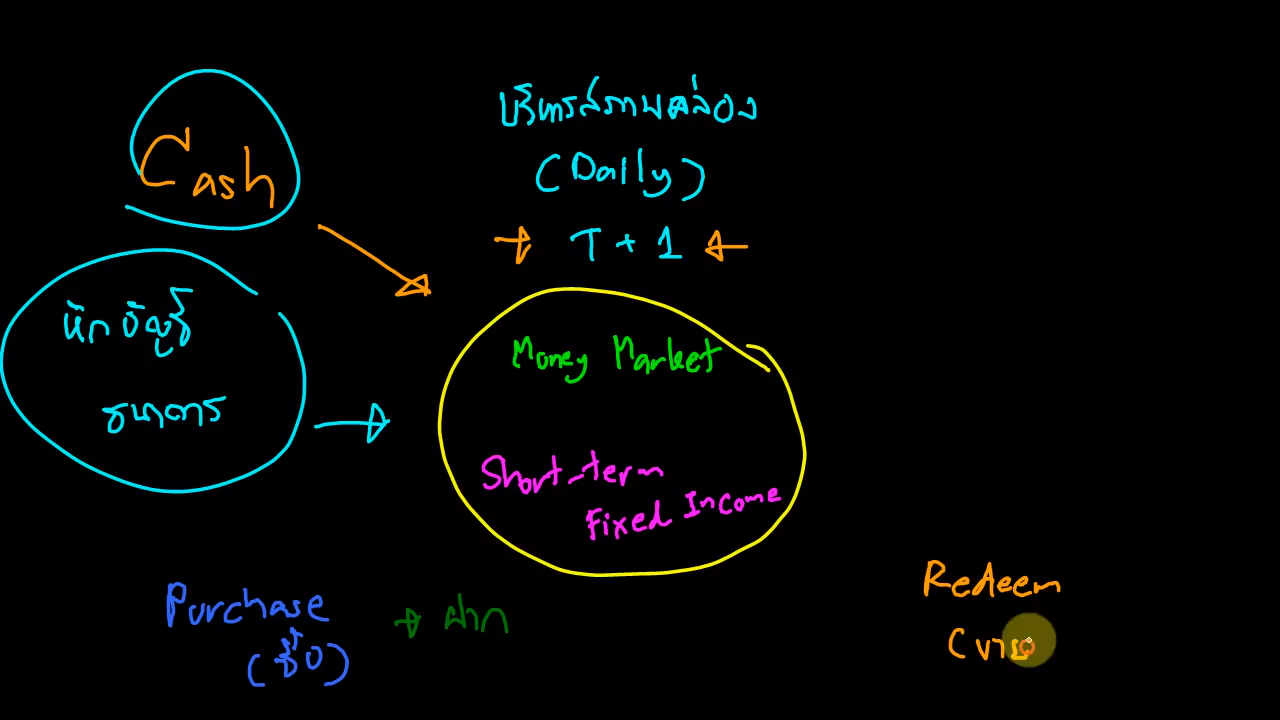 Cash
บริหารสภาพคล่อง
(Daily)
→ T + 1 ←
หักบัญชี
ธนาคาร
→
Money Market
Short-term
Fixed Income
Purchase
(ซื้อ)
→ ฝาก
Redeem
(ขาย